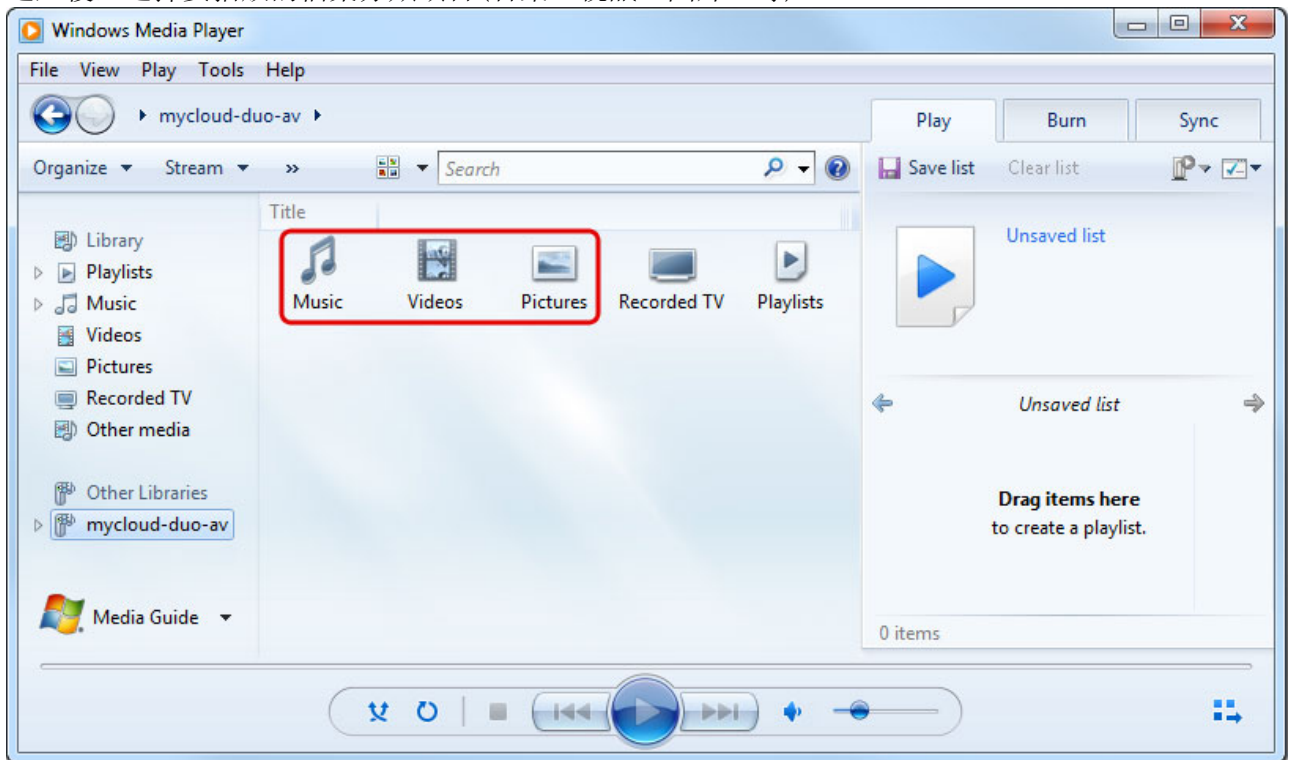 Windows Media Player
File View Play Tools Help
mycloud-duo-av
Play Burn Sync
Organize Stream » Search
Save list Clear list
Title
Library
Playlists
Music
Videos
Pictures
Recorded TV
Other media
Other Libraries
mycloud-duo-av
Media Guide
Music Videos Pictures Recorded TV Playlists
Unsaved list
Unsaved list
Drag items here
to create a playlist.
0 items